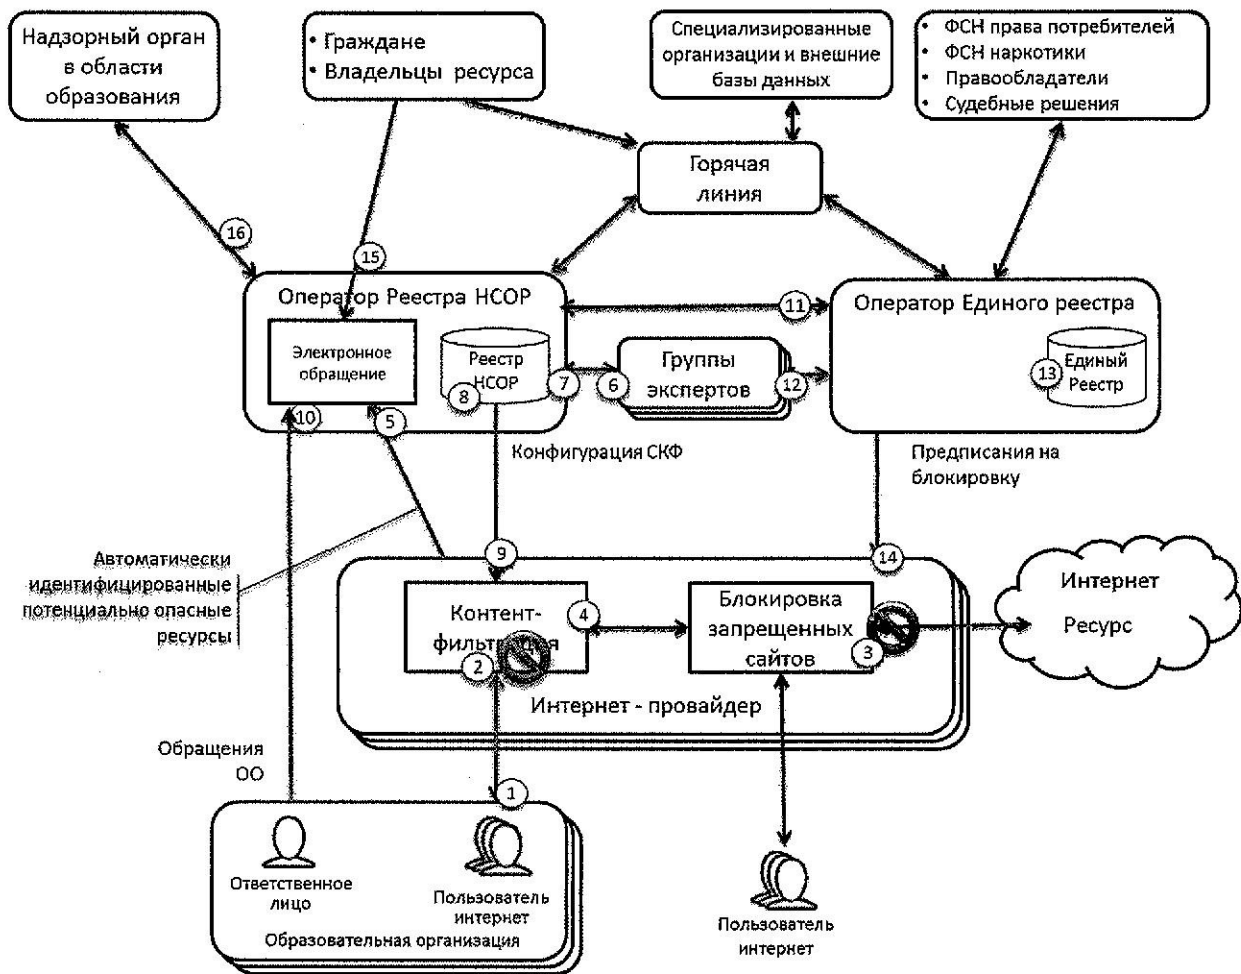 Надзорный орган
в области
образования
• Граждане
• Владельцы ресурса
Специализированные
организации и внешние
базы данных
• ФСН права потребителей
• ФСН наркотики
• Правообладатели
• Судебные решения
Горячая
линия
16
15
Оператор Реестра НСОР
11
Оператор Единого реестра
Электронное
обращение
Реестр
НСОР
8
7
6
Группы
экспертов
12
13
Единый
Реестр
10
5
Конфигурация СКФ
Предписания на
блокировку
Автоматически
идентифицированные
потенциально опасные
ресурсы
9
14
Контент-
фильтрация
2
4
Блокировка
запрещенных
сайтов
3
Интернет
Ресурс
Интернет - провайдер
Обращения
ОО
1
Ответственное
лицо
Пользователь
интернет
Образовательная организация
Пользователь
интернет